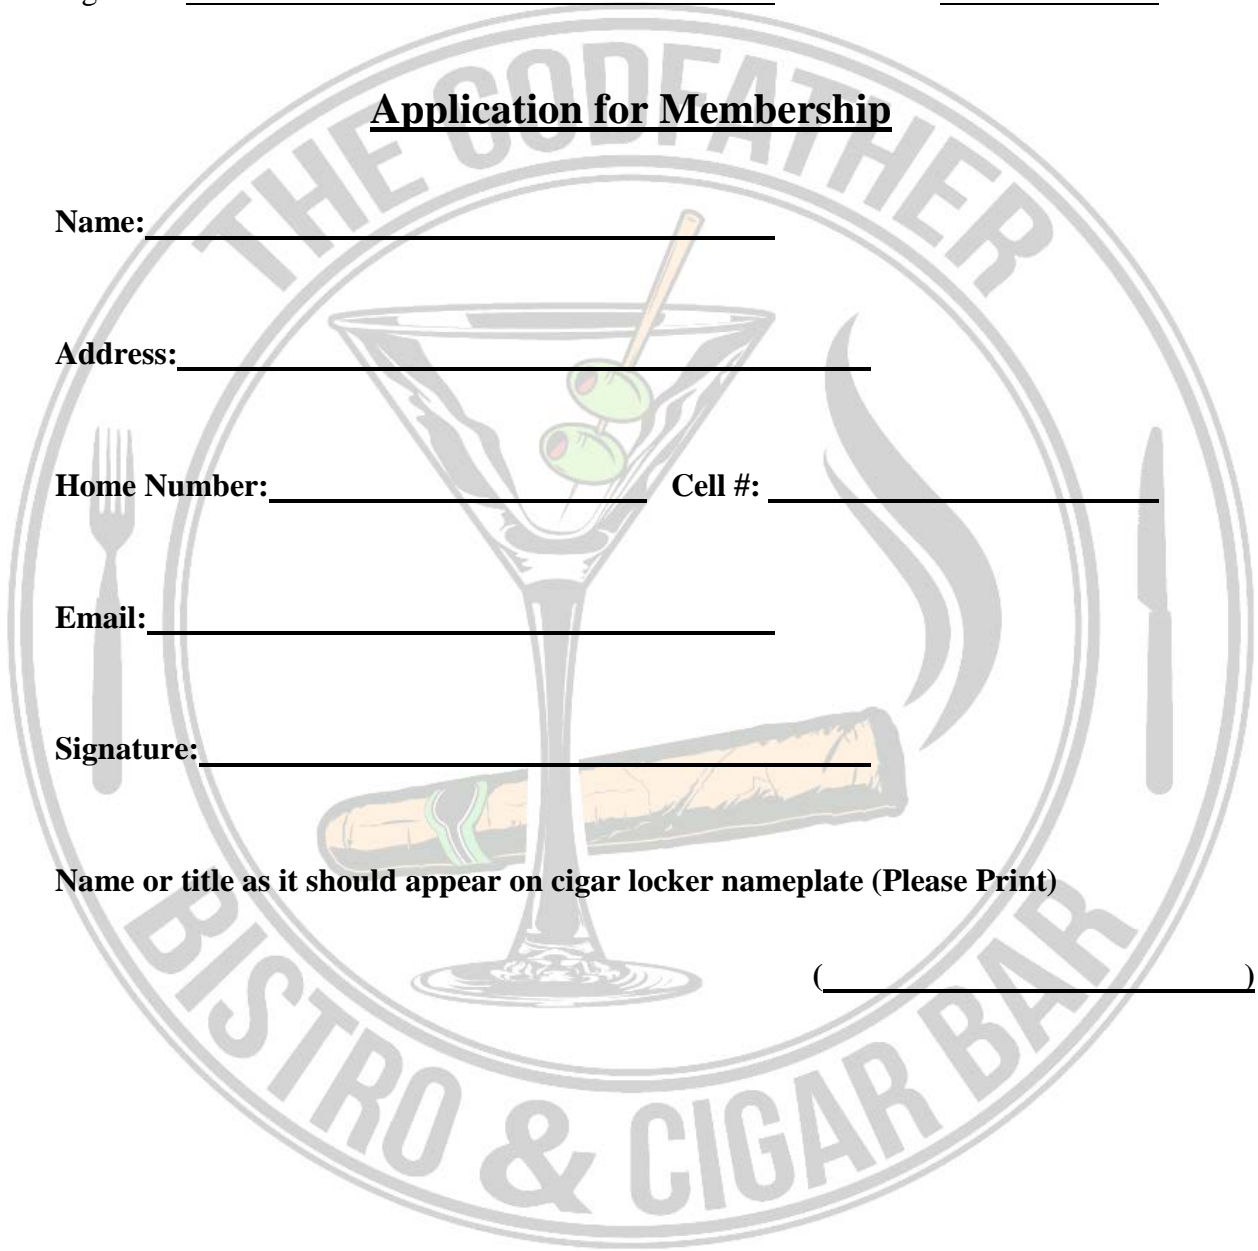 Application for Membership
THE GODFATHER
Name:
Address:
Home Number: Cell #:
Email:
Signature:
Name or title as it should appear on cigar locker nameplate (Please Print)
( )
BISTRO & CIGAR BAR